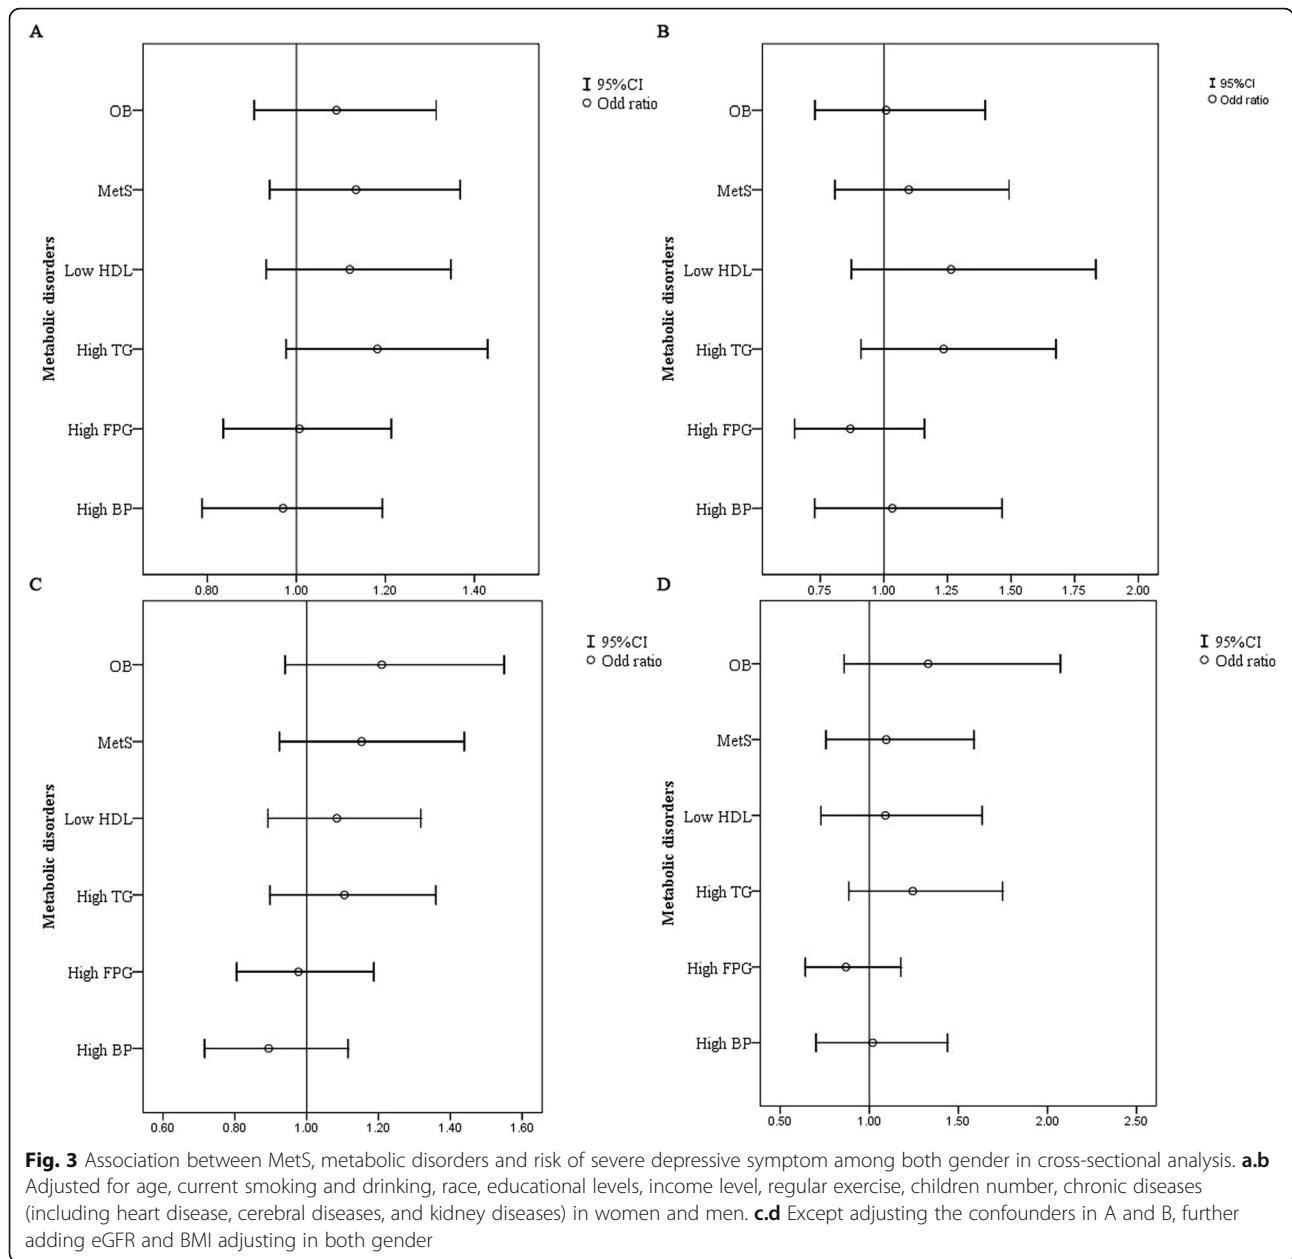 A
I 95%CI
○ Odd ratio
Metabolic disorders
OB
MetS
Low HDL
High TG
High FPG
High BP
0.80 1.00 1.20 1.40
B
I 95%CI
○ Odd ratio
Metabolic disorders
OB
MetS
Low HDL
High TG
High FPG
High BP
0.75 1.00 1.25 1.50 1.75 2.00
C
I 95%CI
○ Odd ratio
Metabolic disorders
OB
MetS
Low HDL
High TG
High FPG
High BP
0.60 0.80 1.00 1.20 1.40 1.60
D
I 95%CI
○ Odd ratio
Metabolic disorders
OB
MetS
Low HDL
High TG
High FPG
High BP
0.50 1.00 1.50 2.00 2.50
Fig. 3 Association between MetS, metabolic disorders and risk of severe depressive symptom among both gender in cross-sectional analysis. a.b
Adjusted for age, current smoking and drinking, race, educational levels, income level, regular exercise, children number, chronic diseases
(including heart disease, cerebral diseases, and kidney diseases) in women and men. c.d Except adjusting the confounders in A and B, further
adding eGFR and BMI adjusting in both gender